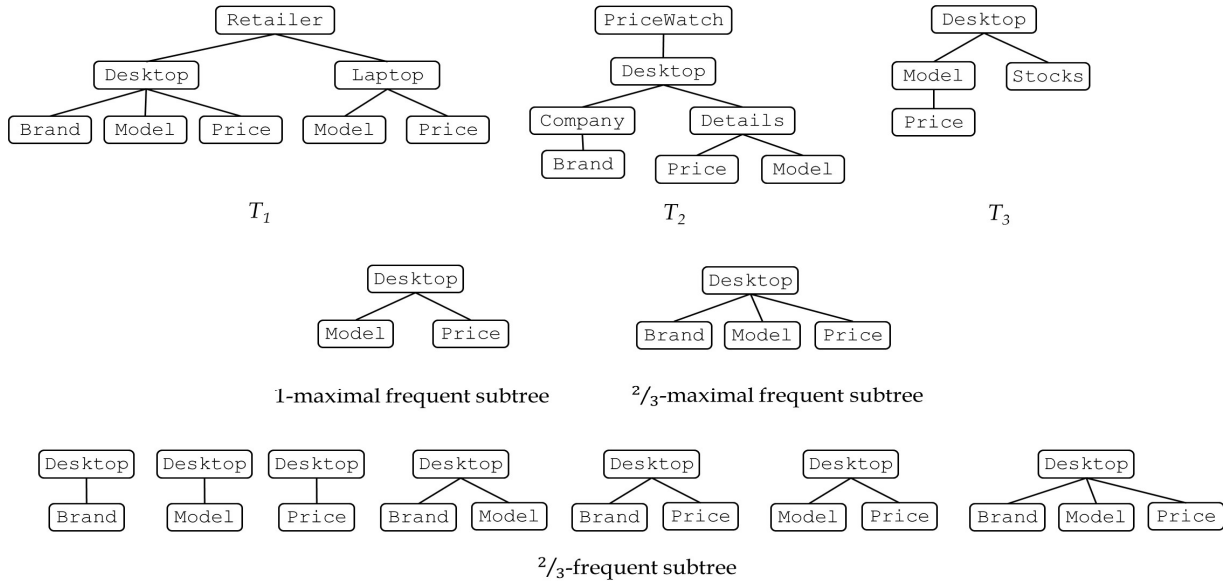 Retailer PriceWatch Desktop
Desktop Laptop Desktop Model Stocks
Brand Model Price Model Price Company Details Price
Brand Price Model
T1 T2 T3
Desktop Desktop
Model Price Brand Model Price
1-maximal frequent subtree 2/3-maximal frequent subtree
Desktop Desktop Desktop Desktop Desktop Desktop Desktop
Brand Model Price Brand Model Brand Price Model Price Brand Model Price
2/3-frequent subtree